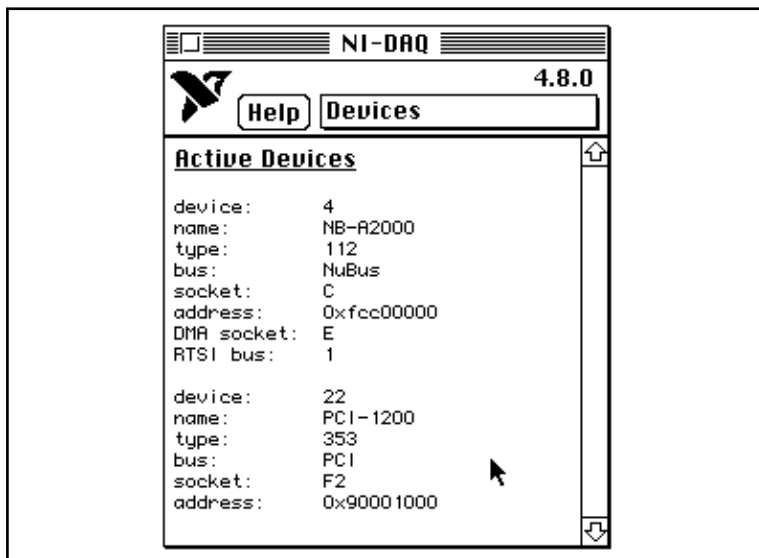 NI-DAQ
4.8.0
Help Devices
Active Devices
device: 4
name: NB-A2000
type: 112
bus: NuBus
socket: C
address: 0xfcc00000
DMA socket: E
RTSI bus: 1
device: 22
name: PCI-1200
type: 353
bus: PCI
socket: F2
address: 0x90001000